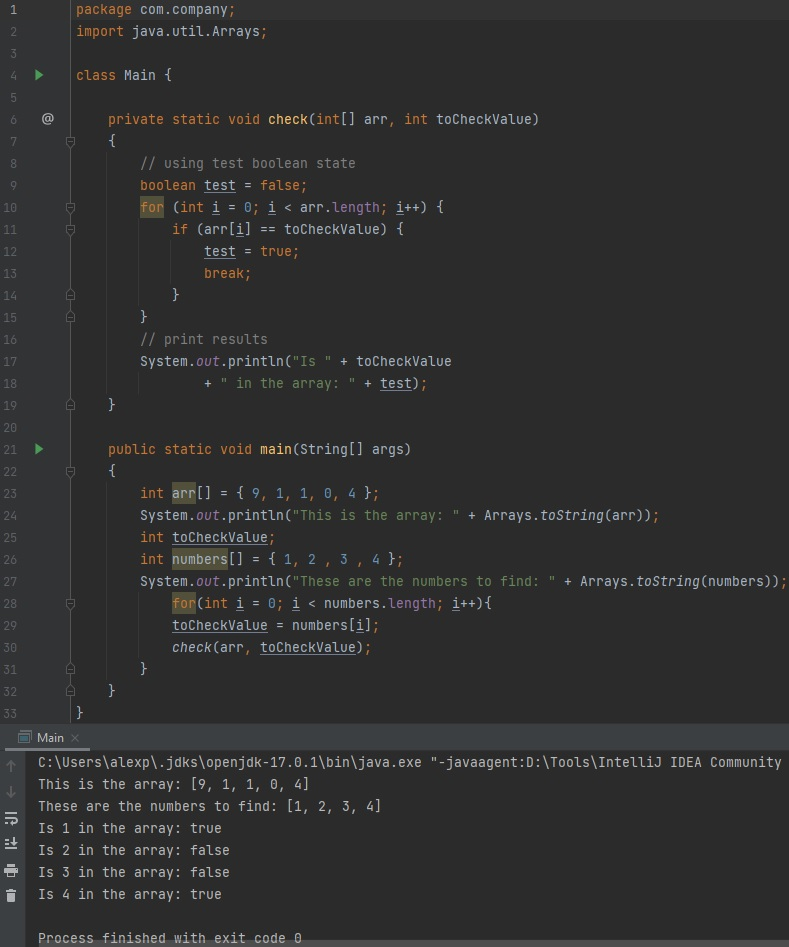 1 package com.company;
2 import java.util.Arrays;
3
4 class Main {
5
6 @ private static void check(int[] arr, int toCheckValue)
7 {
8 // using test boolean state
9 boolean test = false;
10 for (int i = 0; i < arr.length; i++) {
11 if (arr[i] == toCheckValue) {
12 test = true;
13 break;
14 }
15 }
16 // print results
17 System.out.println("Is " + toCheckValue
18 + " in the array: " + test);
19 }
20
21 public static void main(String[] args)
22 {
23 int arr[] = { 9, 1, 1, 0, 4 };
24 System.out.println("This is the array: " + Arrays.toString(arr));
25 int toCheckValue;
26 int numbers[] = { 1, 2 , 3 , 4 };
27 System.out.println("These are the numbers to find: " + Arrays.toString(numbers));
28 for(int i = 0; i < numbers.length; i++){
29 toCheckValue = numbers[i];
30 check(arr, toCheckValue);
31 }
32 }
33 }
Main
C:\Users\alexp\.jdks\openjdk-17.0.1\bin\java.exe "-javaagent:D:\Tools\IntelliJ IDEA Community
This is the array: [9, 1, 1, 0, 4]
These are the numbers to find: [1, 2, 3, 4]
Is 1 in the array: true
Is 2 in the array: false
Is 3 in the array: false
Is 4 in the array: true
Process finished with exit code 0